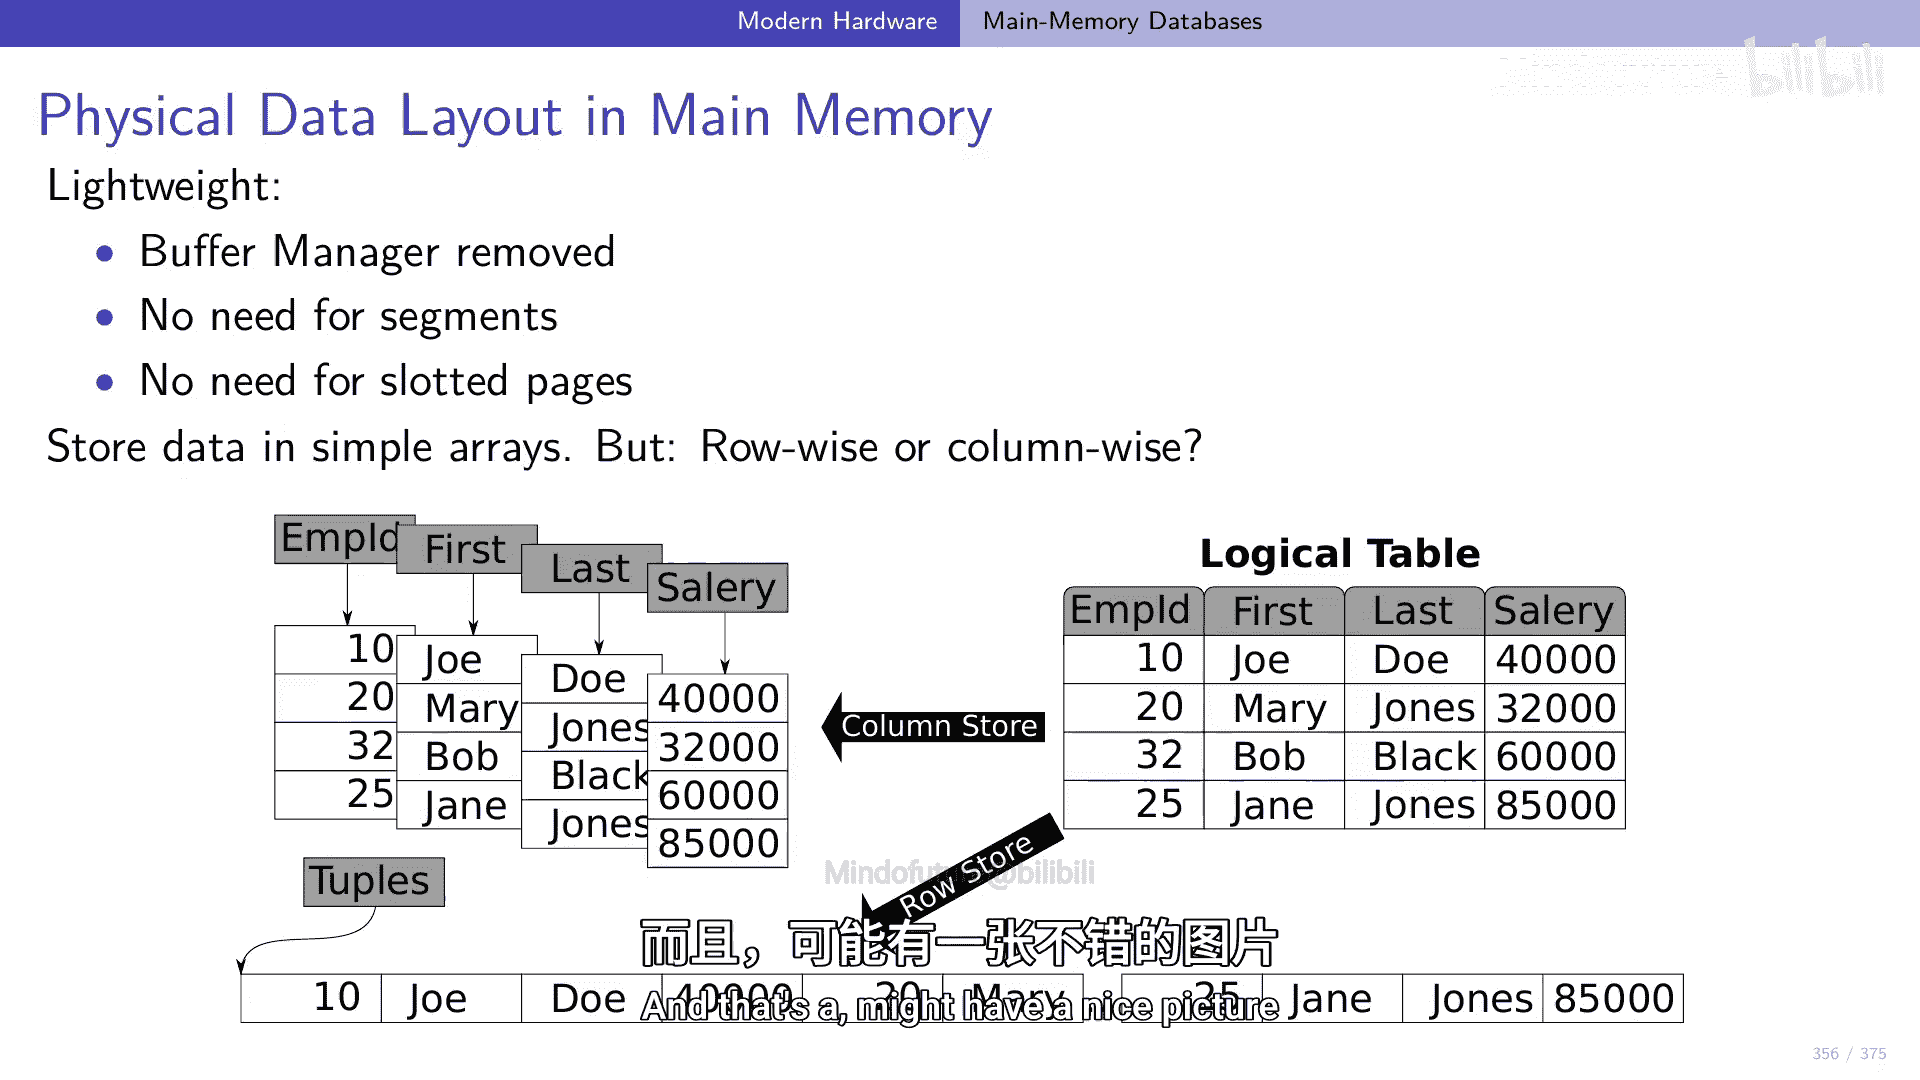 Modern Hardware Main-Memory Databases
bilibili
Physical Data Layout in Main Memory
Lightweight:
• Buffer Manager removed
• No need for segments
• No need for slotted pages
Store data in simple arrays. But: Row-wise or column-wise?
EmpId First Last Salery
10 Joe Doe 40000
20 Mary Jones 32000
32 Bob Black 60000
25 Jane Jones 85000
Column Store
Logical Table
EmpId First Last Salery
10 Joe Doe 40000
20 Mary Jones 32000
32 Bob Black 60000
25 Jane Jones 85000
Row Store
Tuples
10 Joe Doe 40000 20 Mary 25 Jane Jones 85000
而且，可能有一张不错的图片
And that's a, might have a nice picture
356 / 375